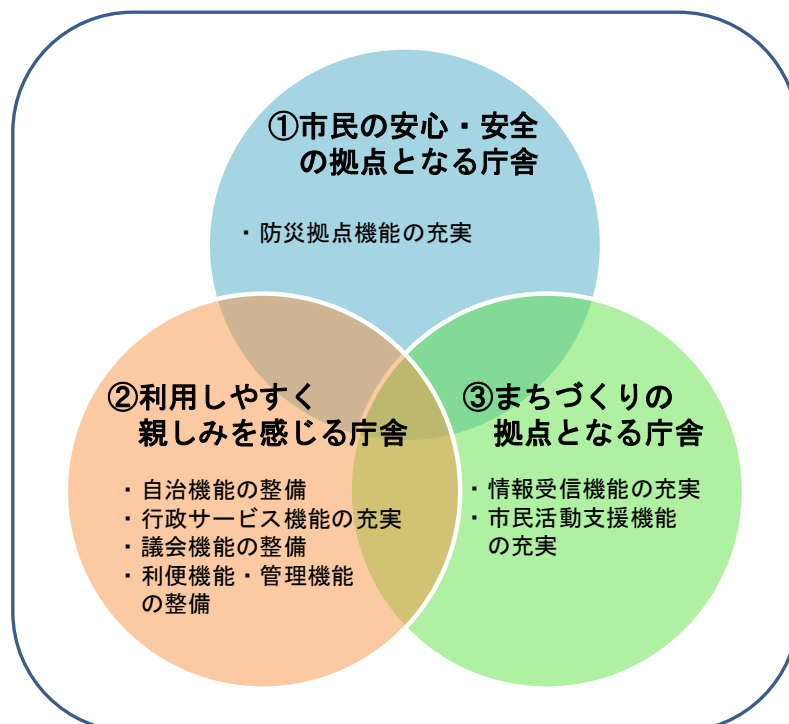 ①市民の安心・安全
の拠点となる庁舎
・防災拠点機能の充実
②利用しやすく
親しみを感じる庁舎
・自治機能の整備
・行政サービス機能の充実
・議会機能の整備
・利便機能・管理機能
の整備
③まちづくりの
拠点となる庁舎
・情報受信機能の充実
・市民活動支援機能
の充実